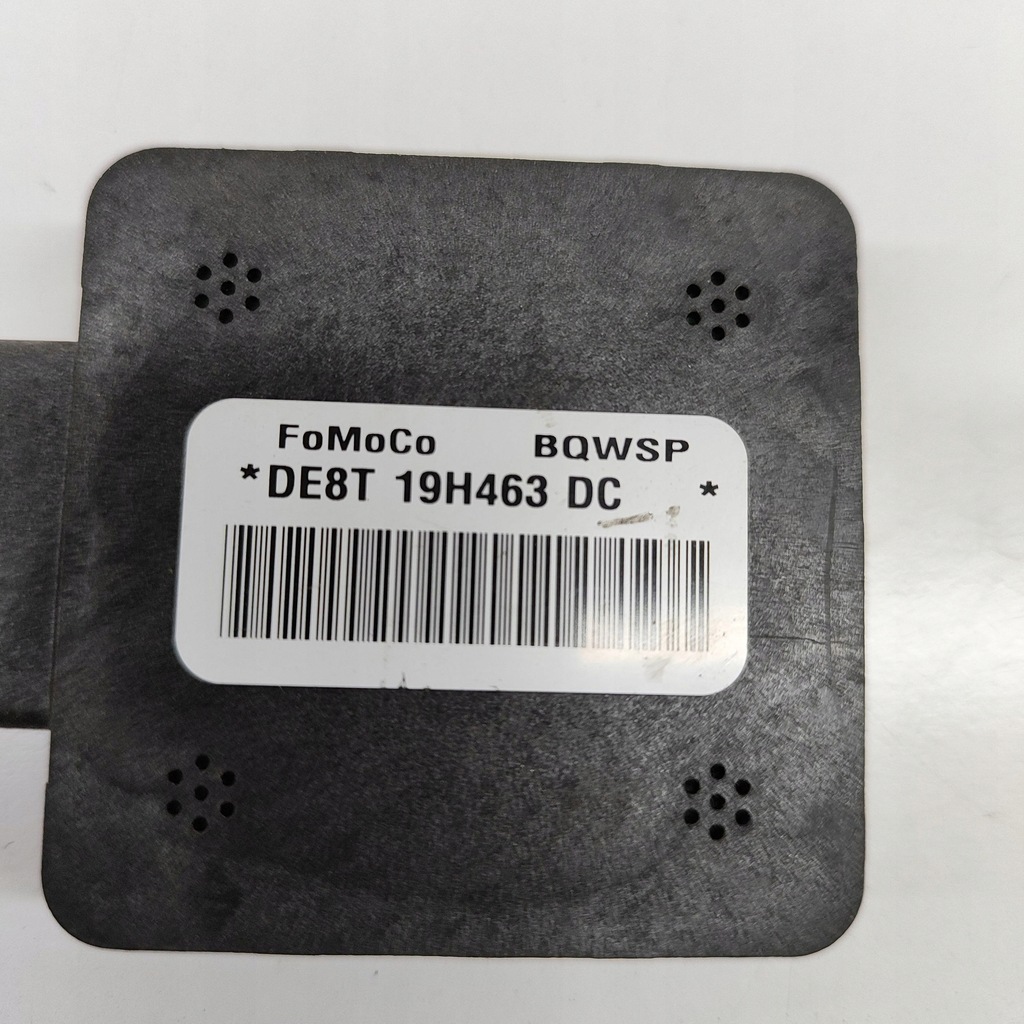 FoMoCo BQWSP
*DE8T 19H463 DC *